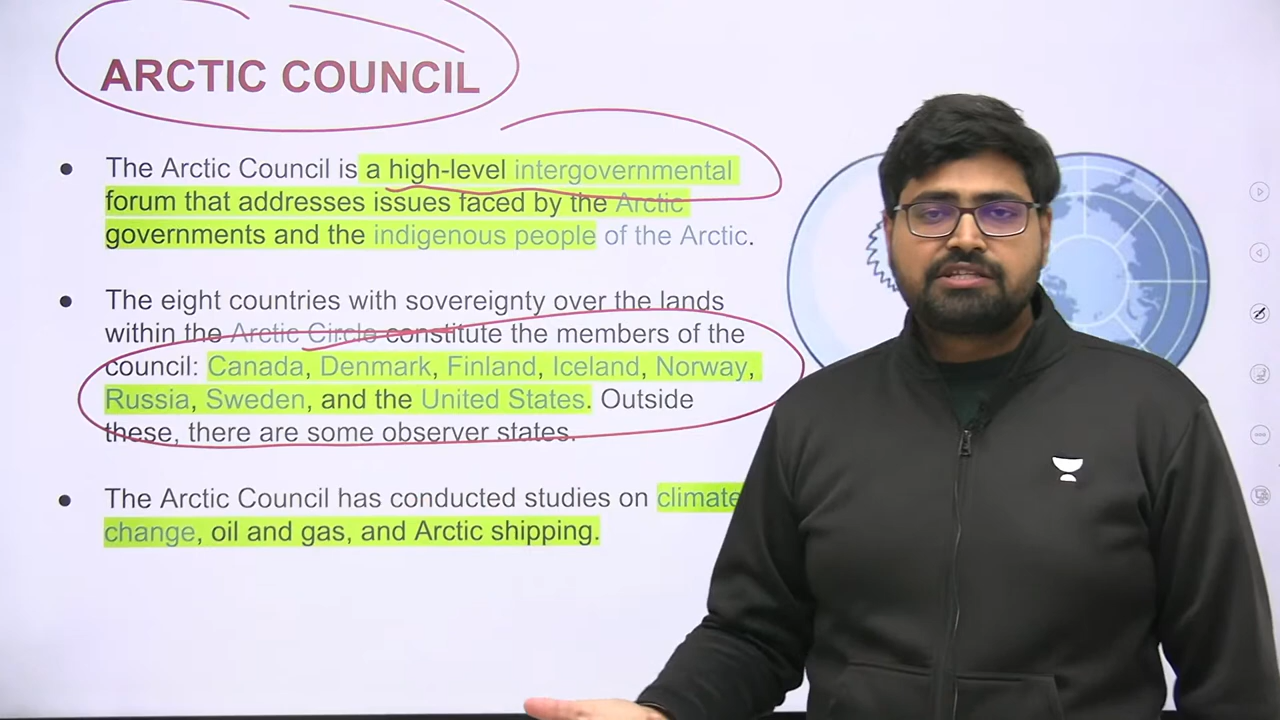 ARCTIC COUNCIL
● The Arctic Council is a high-level intergovernmental
forum that addresses issues faced by the Arctic
governments and the indigenous people of the Arctic.
● The eight countries with sovereignty over the lands
within the Arctic Circle constitute the members of the
council: Canada, Denmark, Finland, Iceland, Norway,
Russia, Sweden, and the United States. Outside
these, there are some observer states.
● The Arctic Council has conducted studies on climate
change, oil and gas, and Arctic shipping.